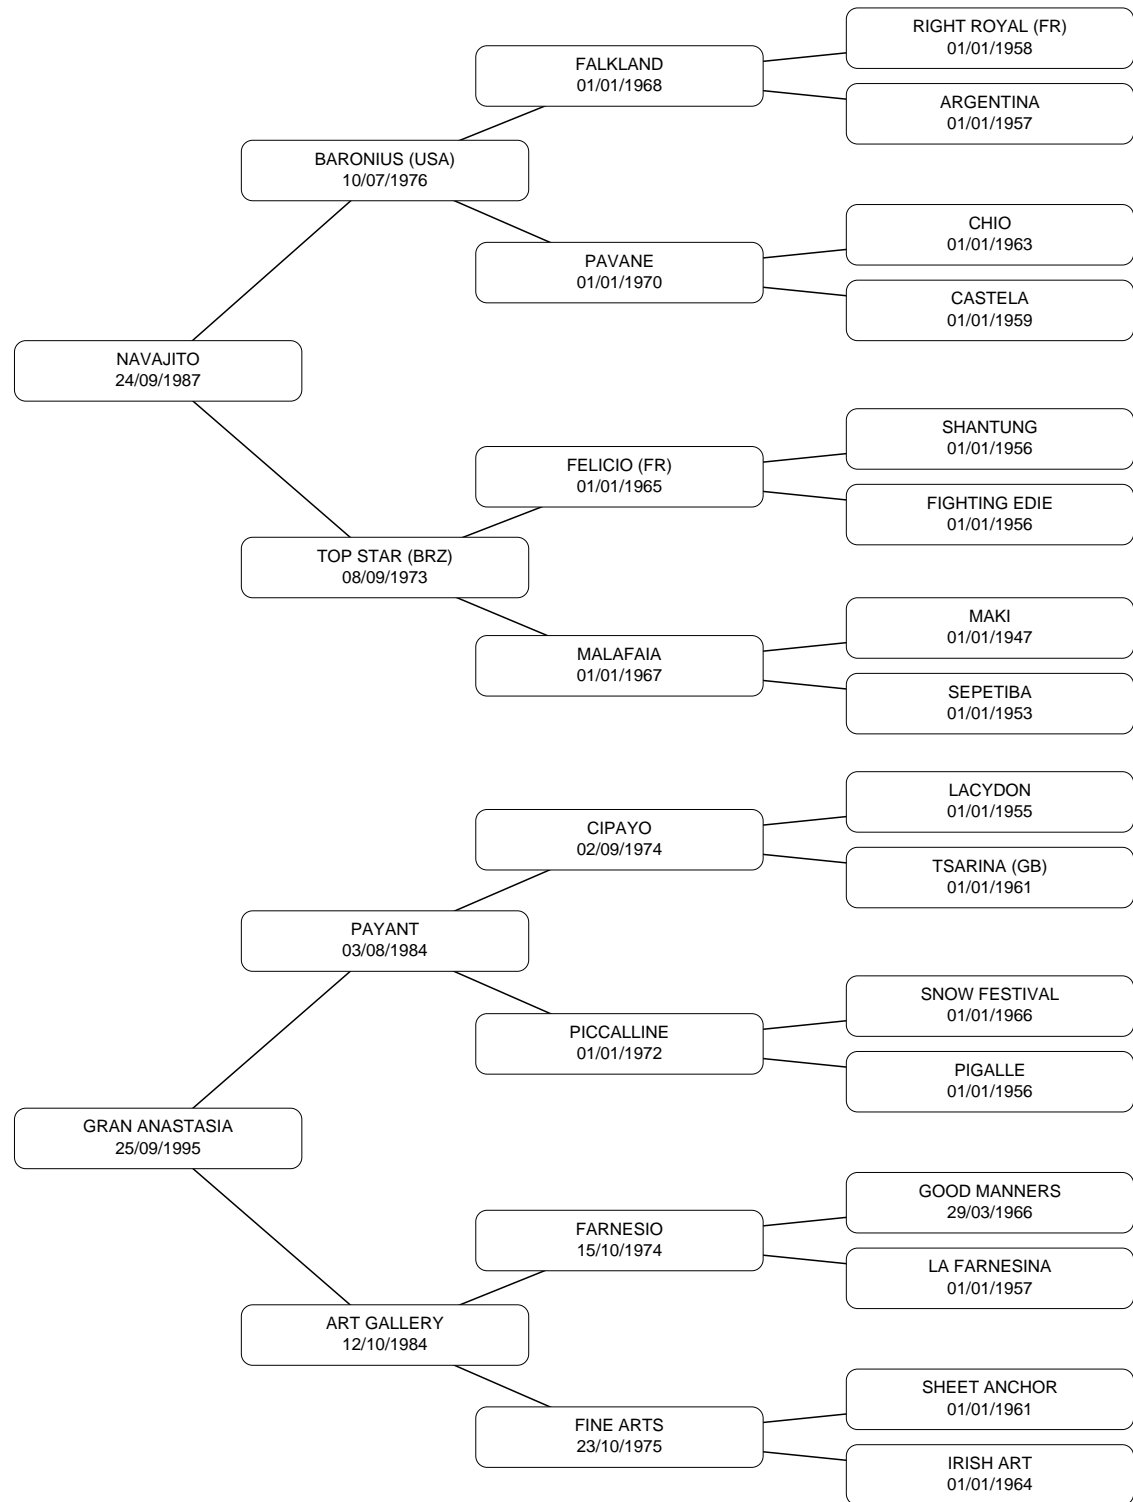 RIGHT ROYAL (FR)
01/01/1958
FALKLAND
01/01/1968
ARGENTINA
01/01/1957
BARONIUS (USA)
10/07/1976
CHIO
01/01/1963
PAVANE
01/01/1970
CASTELA
01/01/1959
NAVAJITO
24/09/1987
SHANTUNG
01/01/1956
FELICIO (FR)
01/01/1965
FIGHTING EDIE
01/01/1956
TOP STAR (BRZ)
08/09/1973
MAKI
01/01/1947
MALAFAIA
01/01/1967
SEPETIBA
01/01/1953
LACYDON
01/01/1955
CIPAYO
02/09/1974
TSARINA (GB)
01/01/1961
PAYANT
03/08/1984
SNOW FESTIVAL
01/01/1966
PICCALLINE
01/01/1972
PIGALLE
01/01/1956
GRAN ANASTASIA
25/09/1995
GOOD MANNERS
29/03/1966
FARNESIO
15/10/1974
LA FARNESINA
01/01/1957
ART GALLERY
12/10/1984
SHEET ANCHOR
01/01/1961
FINE ARTS
23/10/1975
IRISH ART
01/01/1964